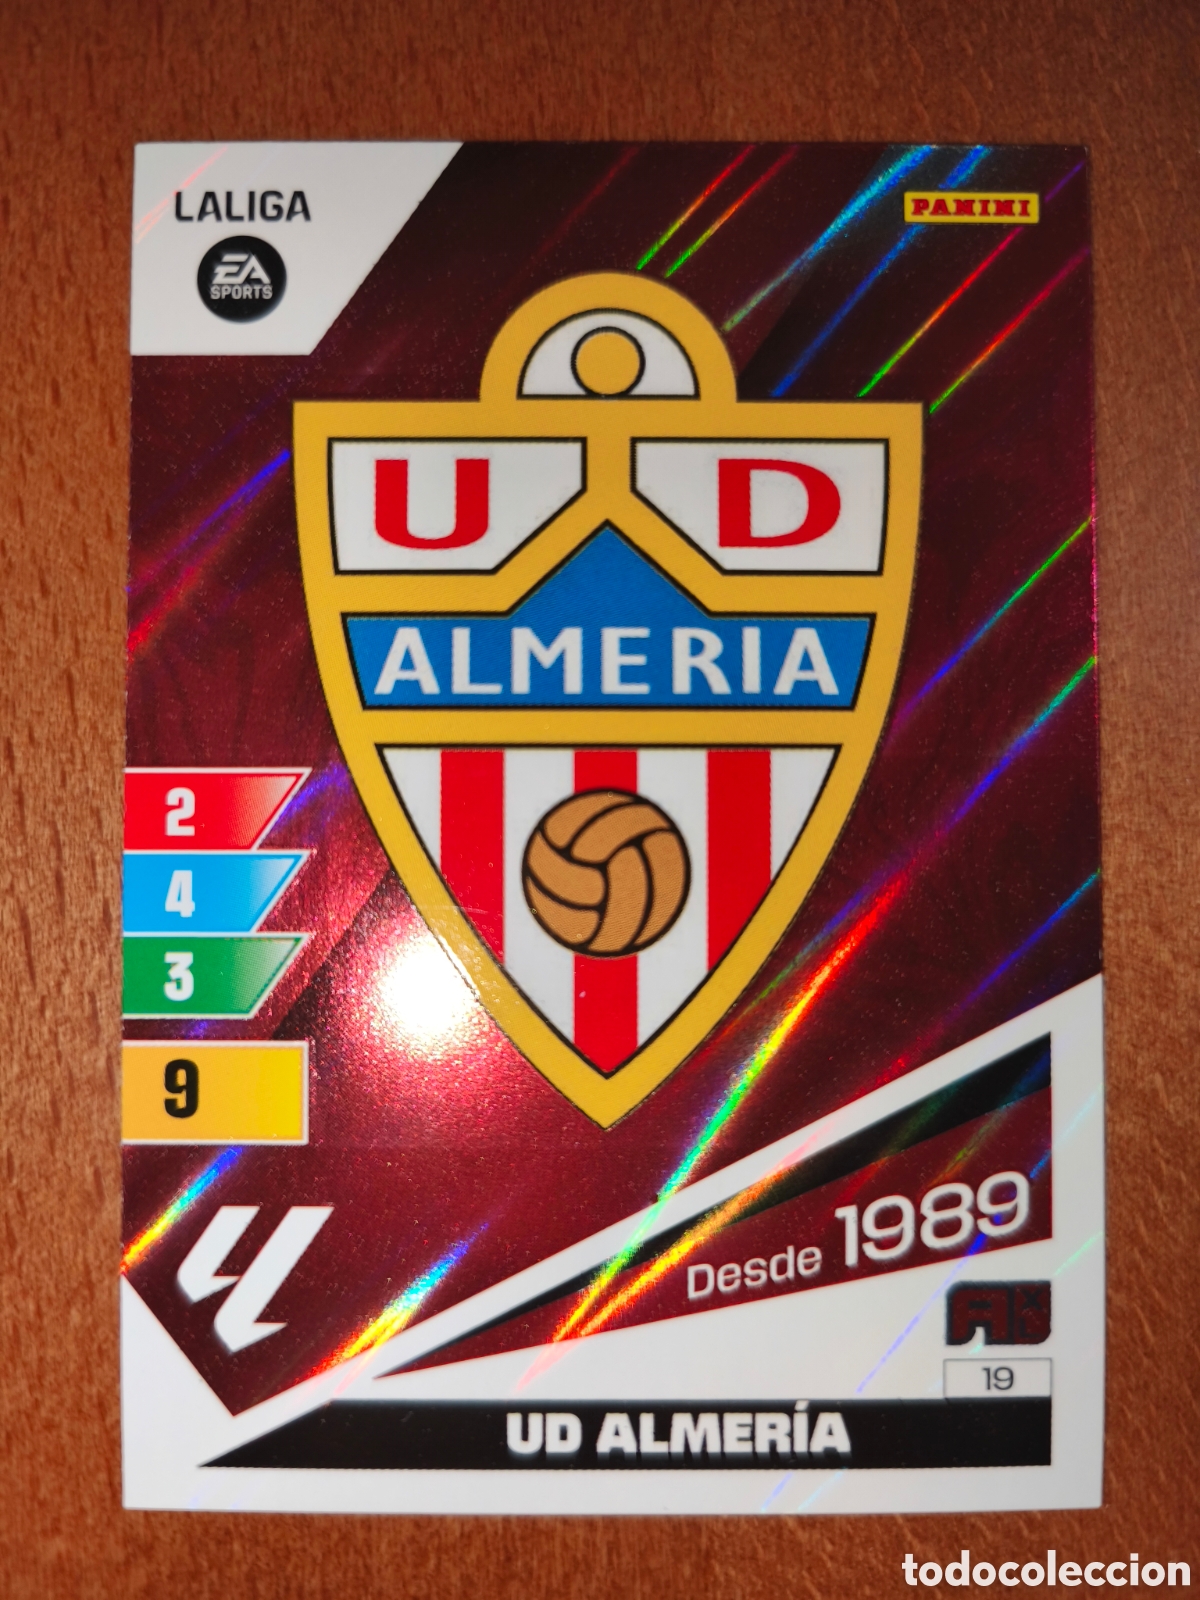 LALIGA
EA
SPORTS
PANINI
U D
ALMERIA
2
4
3
9
Desde 1989
19
UD ALMERÍA
todocoleccion